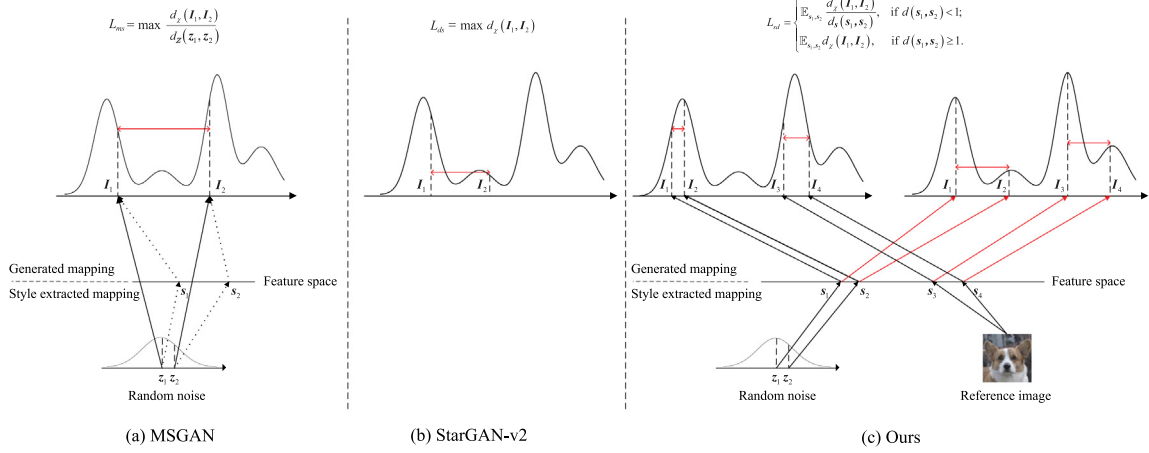 L_ms = max d_χ(I_1, I_2) / d_Z(z_1, z_2)
L_ds = max d_χ(I_1, I_2)
L_sd = { 𝔼_{s_1,s_2} d_χ(I_1, I_2) / d_s(s_1, s_2), if d(s_1, s_2) < 1;
𝔼_{s_1,s_2} d_χ(I_1, I_2), if d(s_1, s_2) ≥ 1.
I_1 I_2
I_1 I_2
I_1 I_2 I_3 I_4
I_1 I_2 I_3 I_4
Generated mapping
Style extracted mapping
Feature space
s_1 s_2
z_1 z_2
Random noise
Generated mapping
Style extracted mapping
Feature space
s_1 s_2 s_3 s_4
z_1 z_2
Random noise
Reference image
(a) MSGAN
(b) StarGAN-v2
(c) Ours